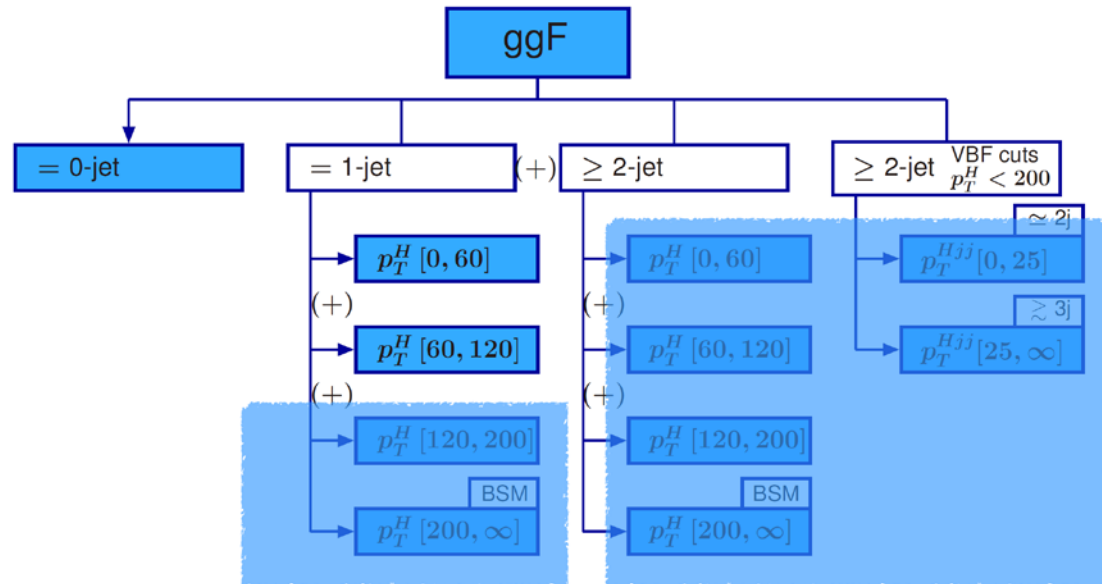 ggF
= 0-jet
= 1-jet
(+)
≥ 2-jet
≥ 2-jet VBF cuts
p_T^H < 200
≃ 2j
p_T^H [0, 60]
p_T^H [0, 60]
p_T^{Hjj} [0, 25]
(+)
(+)
≳ 3j
p_T^H [60, 120]
p_T^H [60, 120]
p_T^{Hjj} [25, ∞]
(+)
(+)
p_T^H [120, 200]
p_T^H [120, 200]
BSM
BSM
p_T^H [200, ∞]
p_T^H [200, ∞]